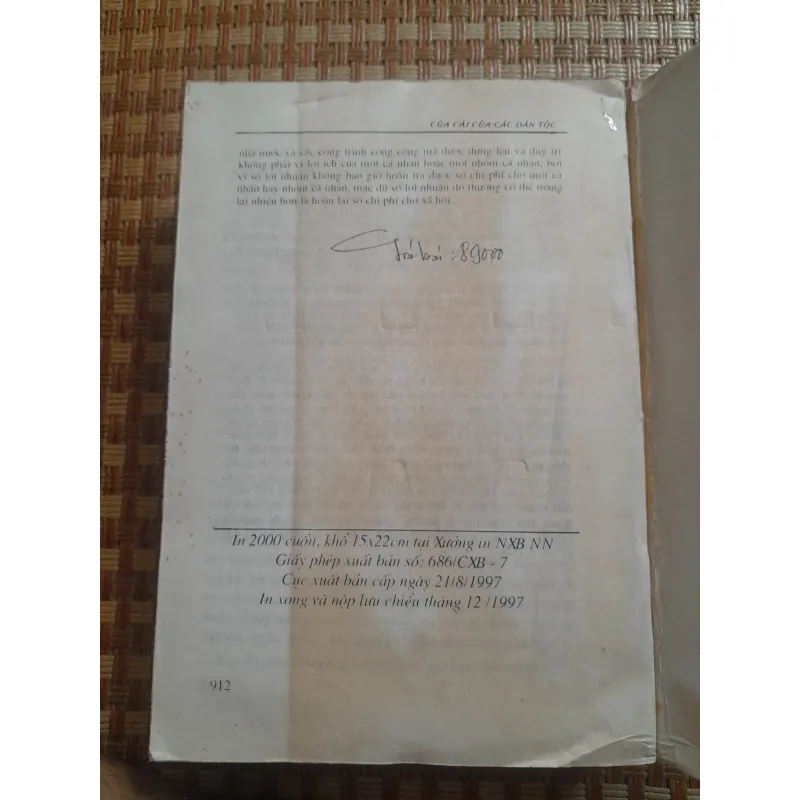 CỦA CẢI CỦA CÁC DÂN TỘC
nhà nước và các công trình công cộng mà được dựng lên và duy trì
không phải vì lợi ích của một cá nhân hoặc một nhóm cá nhân, bởi
vì số lợi nhuận không bao giờ hoàn trả được số chi phí cho một cá
nhân hay nhóm cá nhân, mặc dù số lợi nhuận đó thường có thể mang
lại nhiều hơn là hoàn lại số chi phí cho xã hội.
: 89000
In 2000 cuốn, khổ 15x22cm tại Xưởng in NXB NN
Giấy phép xuất bản số: 686/CXB - 7
Cục xuất bản cấp ngày 21/8/1997
In xong và nộp lưu chiểu tháng 12 /1997
912